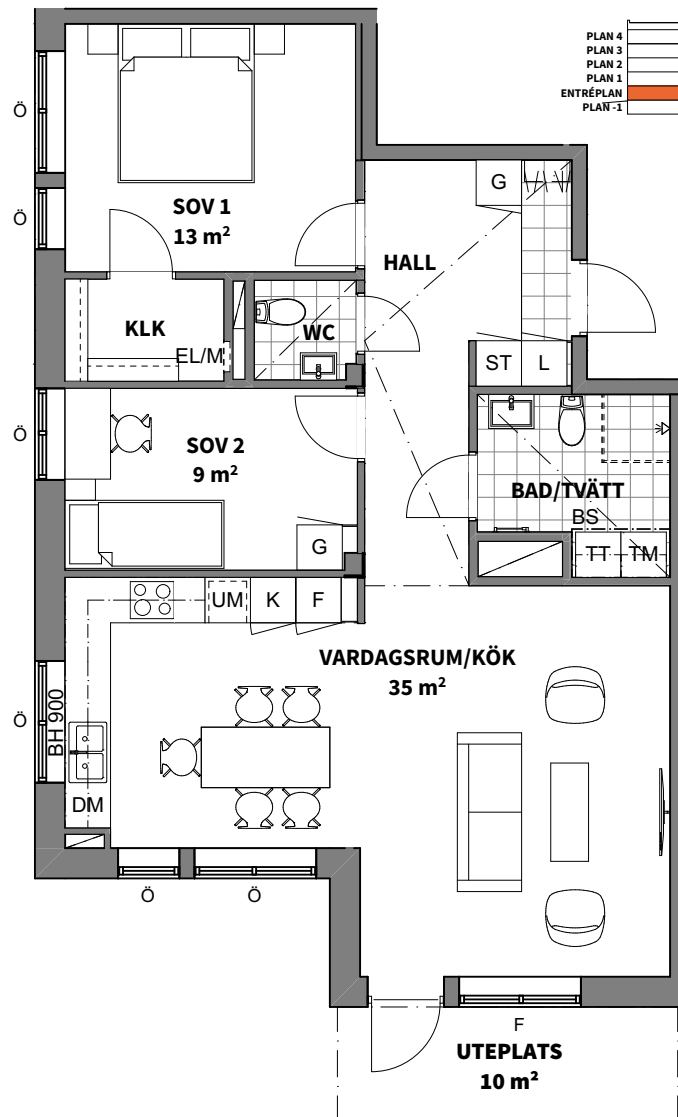 PLAN 4
PLAN 3
PLAN 2
PLAN 1
ENTRÉPLAN
PLAN -1
Ö
Ö
SOV 1
13 m²
G
HALL
KLK
EL/M
WC
ST
L
Ö
SOV 2
9 m²
G
BAD/TVÄTT
BS
TT
TM
UM
K
F
VARDAGSRUM/KÖK
35 m²
Ö
BH 900
DM
Ö
Ö
F
UTEPLATS
10 m²